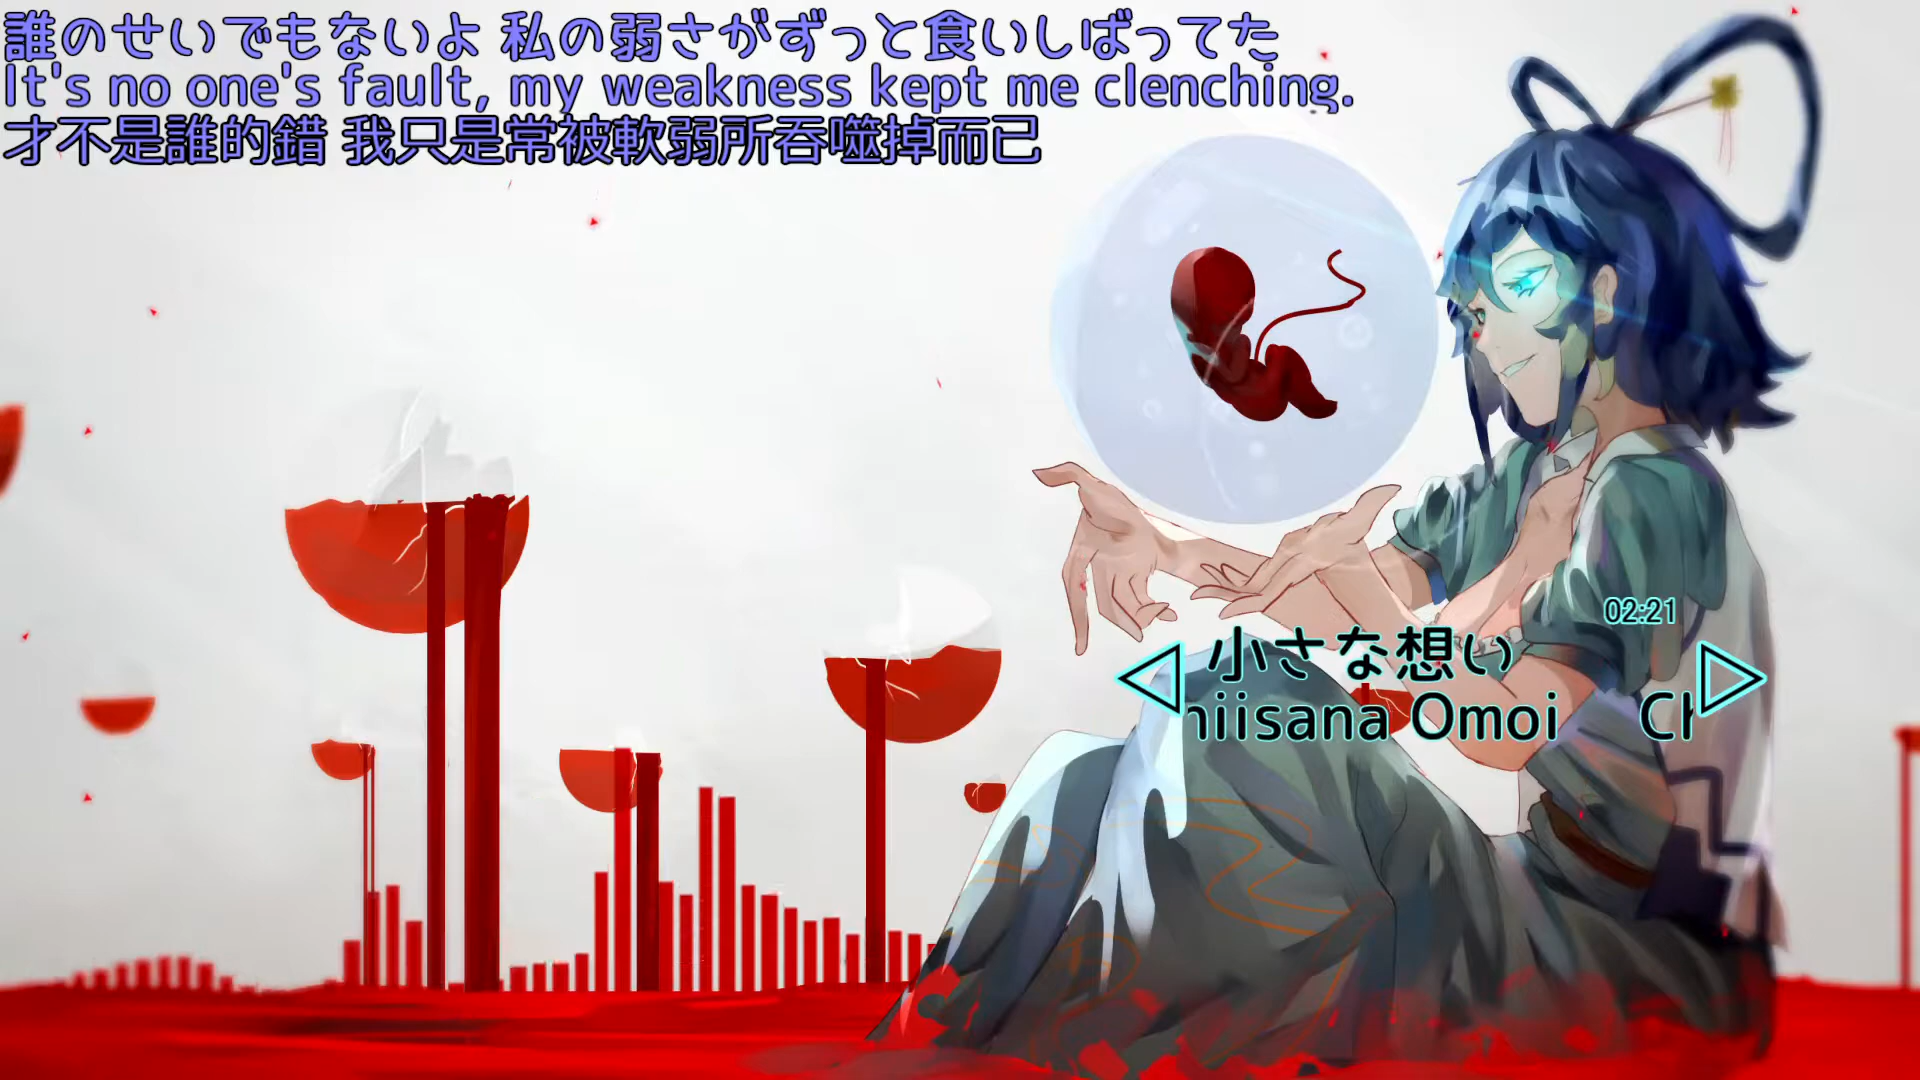 誰のせいでもないよ 私の弱さがずっと食いしばってた
It's no one's fault, my weakness kept me clenching.
才不是誰的錯 我只是常被軟弱所吞噬掉而已
02:21
小さな想い
hiisana Omoi Ch